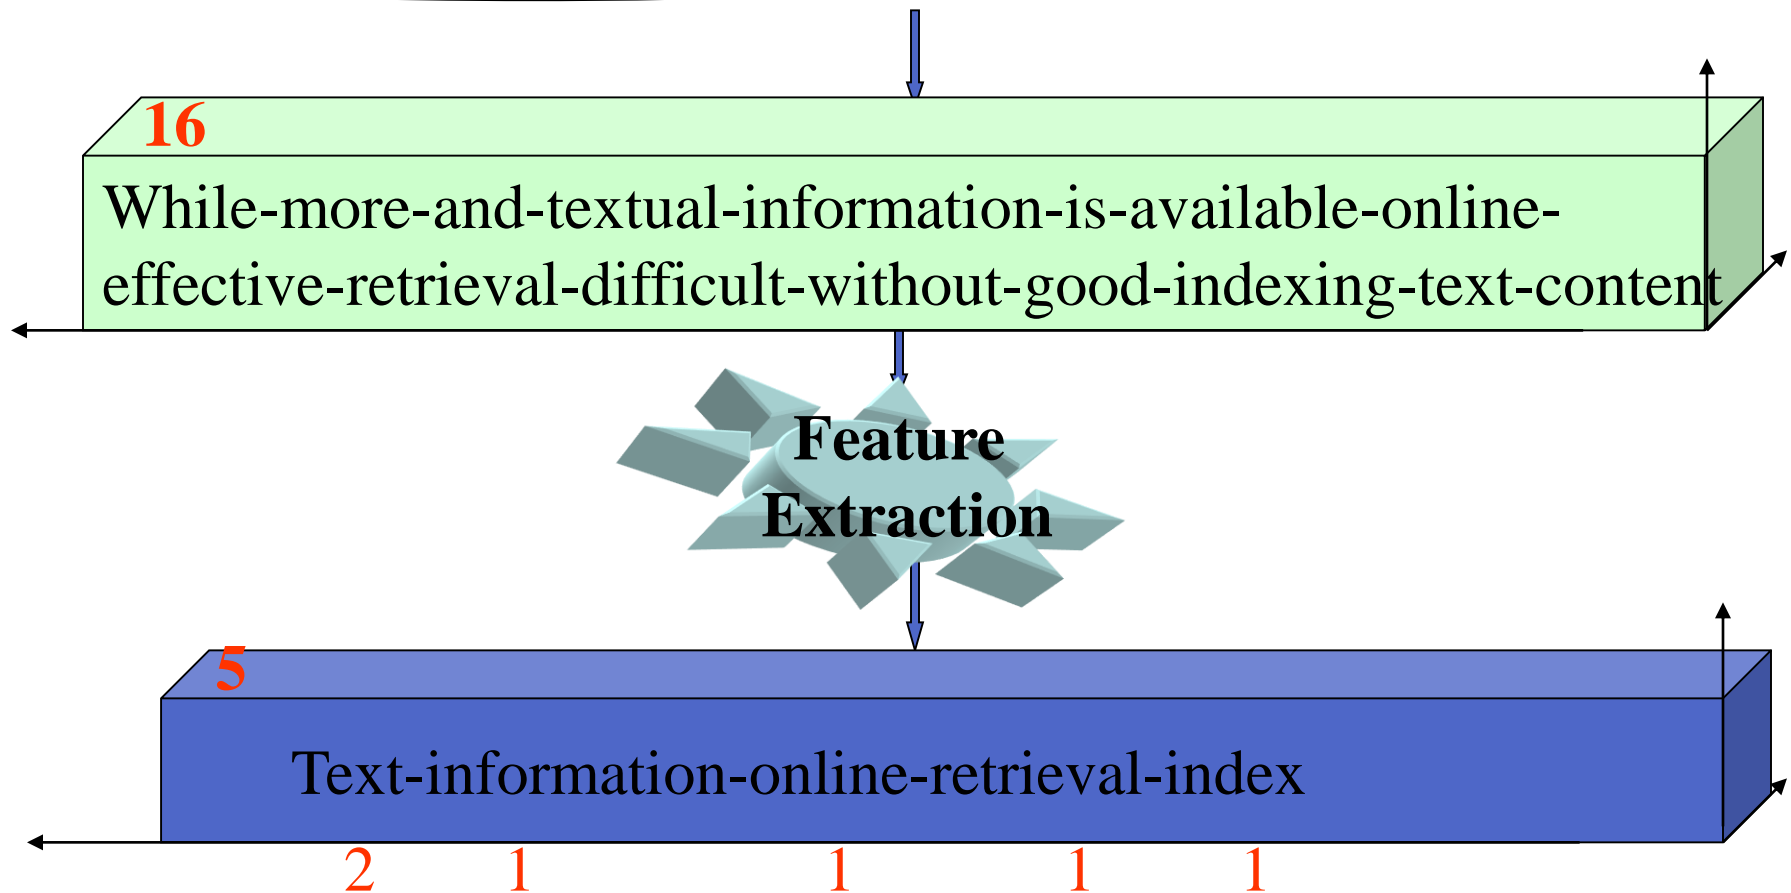 16
While-more-and-textual-information-is-available-online-
effective-retrieval-difficult-without-good-indexing-text-content
Feature
Extraction
5
Text-information-online-retrieval-index
2 1 1 1 1